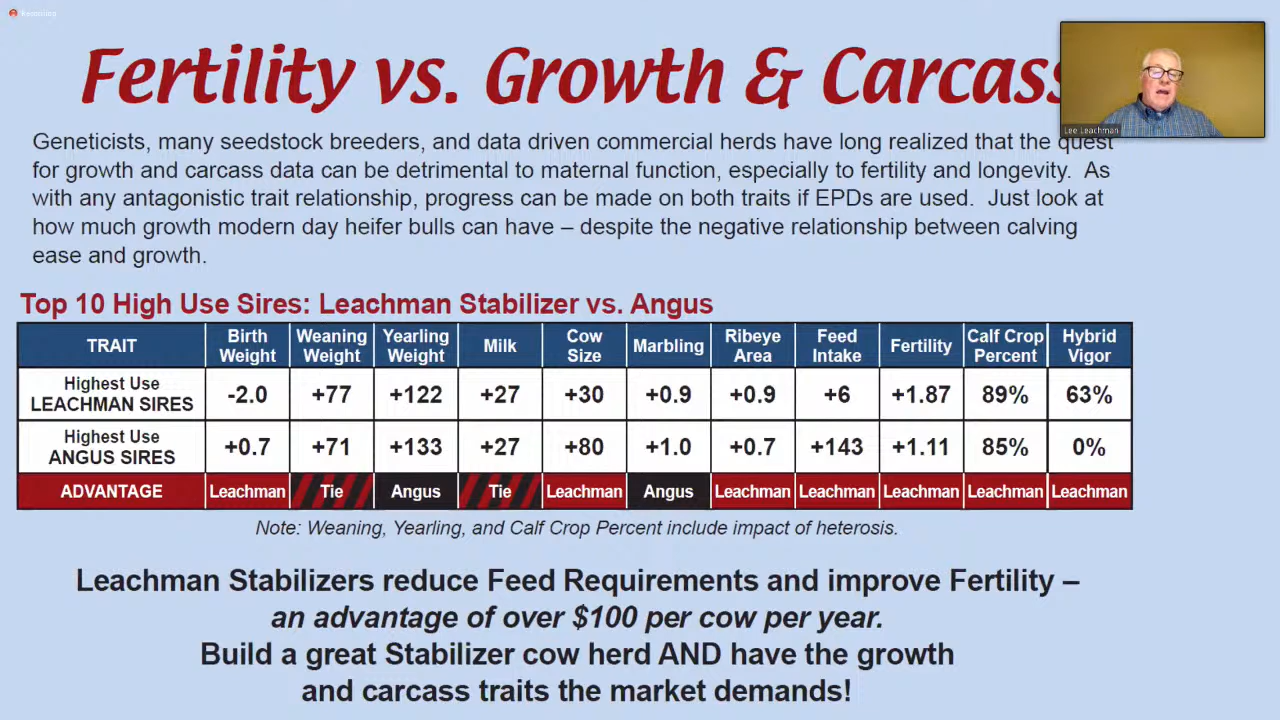 Fertility vs. Growth & Carcass
Lee Leachman
Geneticists, many seedstock breeders, and data driven commercial herds have long realized that the quest
for growth and carcass data can be detrimental to maternal function, especially to fertility and longevity. As
with any antagonistic trait relationship, progress can be made on both traits if EPDs are used. Just look at
how much growth modern day heifer bulls can have – despite the negative relationship between calving
ease and growth.
Top 10 High Use Sires: Leachman Stabilizer vs. Angus
TRAIT Birth Weight Weaning Weight Yearling Weight Milk Cow Size Marbling Ribeye Area Feed Intake Fertility Calf Crop Percent Hybrid Vigor
Highest Use LEACHMAN SIRES -2.0 +77 +122 +27 +30 +0.9 +0.9 +6 +1.87 89% 63%
Highest Use ANGUS SIRES +0.7 +71 +133 +27 +80 +1.0 +0.7 +143 +1.11 85% 0%
ADVANTAGE Leachman Tie Angus Tie Leachman Angus Leachman Leachman Leachman Leachman Leachman
Note: Weaning, Yearling, and Calf Crop Percent include impact of heterosis.
Leachman Stabilizers reduce Feed Requirements and improve Fertility –
an advantage of over $100 per cow per year.
Build a great Stabilizer cow herd AND have the growth
and carcass traits the market demands!